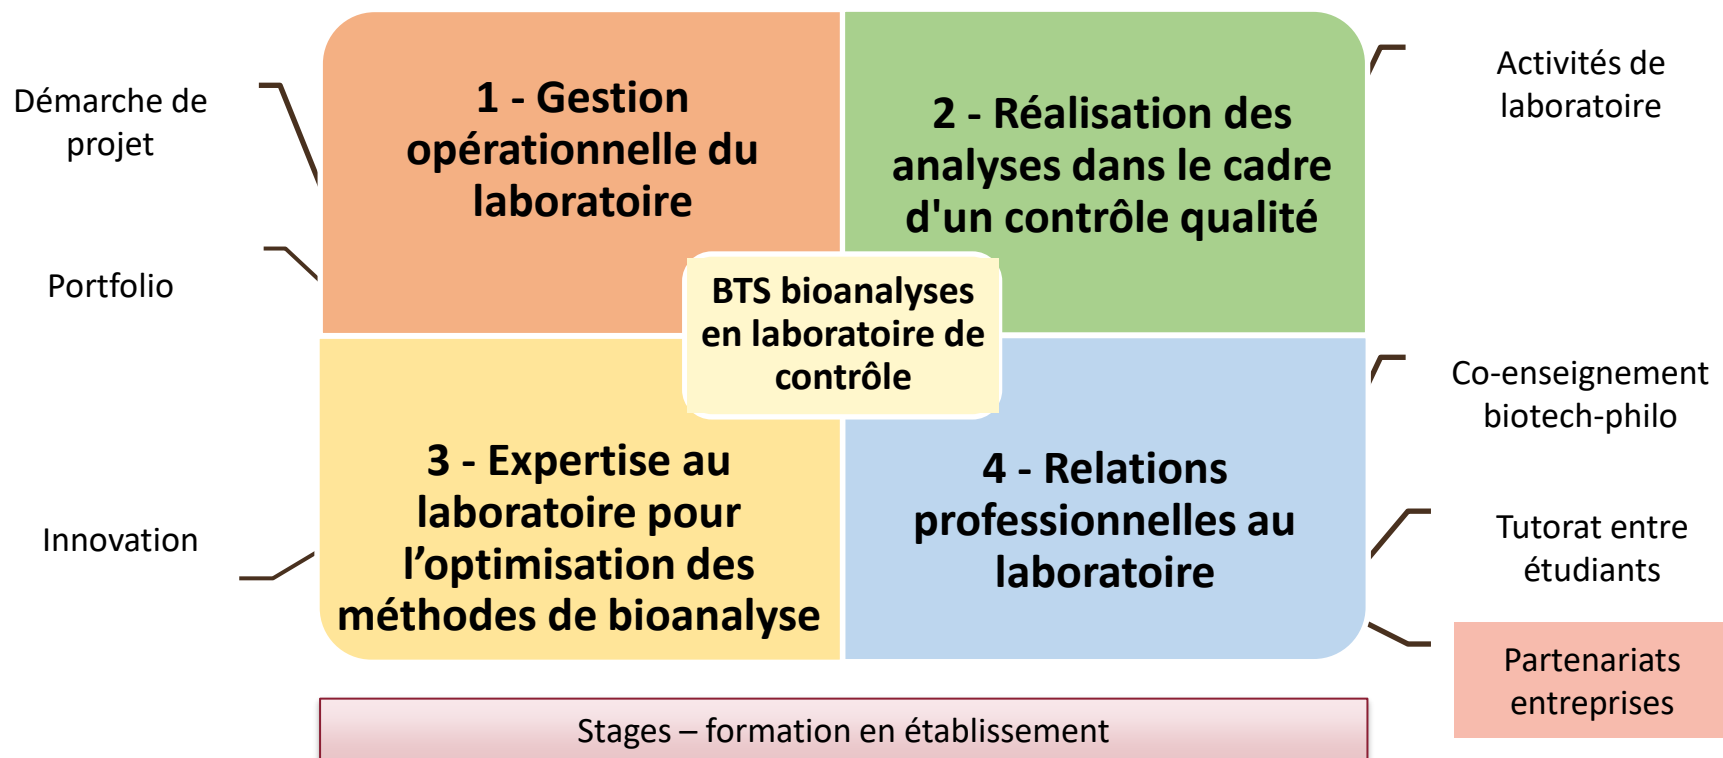 Démarche de
projet
Portfolio
Innovation
1 - Gestion
opérationnelle du
laboratoire
2 - Réalisation des
analyses dans le cadre
d'un contrôle qualité
BTS bioanalyses
en laboratoire de
contrôle
3 - Expertise au
laboratoire pour
l’optimisation des
méthodes de bioanalyse
4 - Relations
professionnelles au
laboratoire
Activités de
laboratoire
Co-enseignement
biotech-philo
Tutorat entre
étudiants
Partenariats
entreprises
Stages – formation en établissement